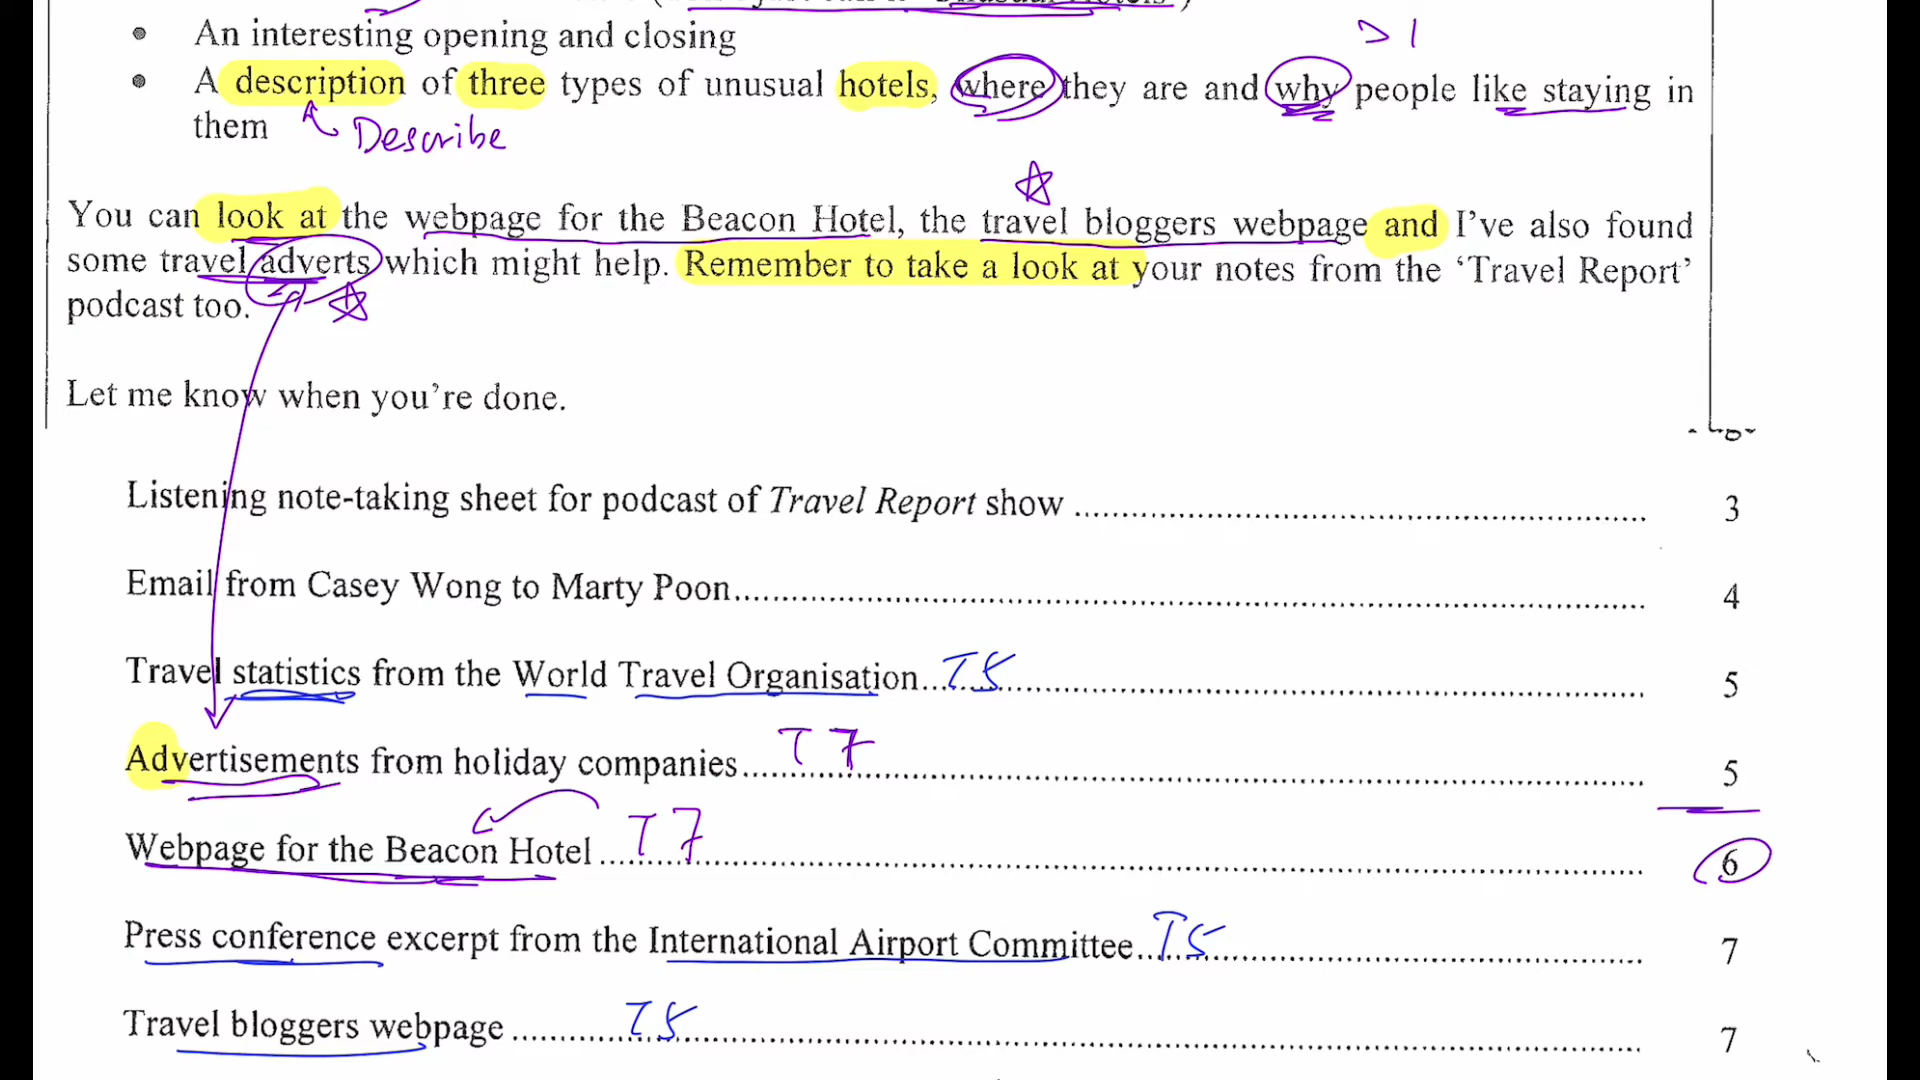 • An interesting opening and closing
> 1
• A description of three types of unusual hotels, where they are and why people like staying in
them
Describe
You can look at the webpage for the Beacon Hotel, the travel bloggers webpage and I've also found
some travel adverts which might help. Remember to take a look at your notes from the 'Travel Report'
podcast too.
Let me know when you're done.
Listening note-taking sheet for podcast of Travel Report show 3
Email from Casey Wong to Marty Poon 4
Travel statistics from the World Travel Organisation T5 5
Advertisements from holiday companies T7 5
Webpage for the Beacon Hotel T7 6
Press conference excerpt from the International Airport Committee T5 7
Travel bloggers webpage T5 7